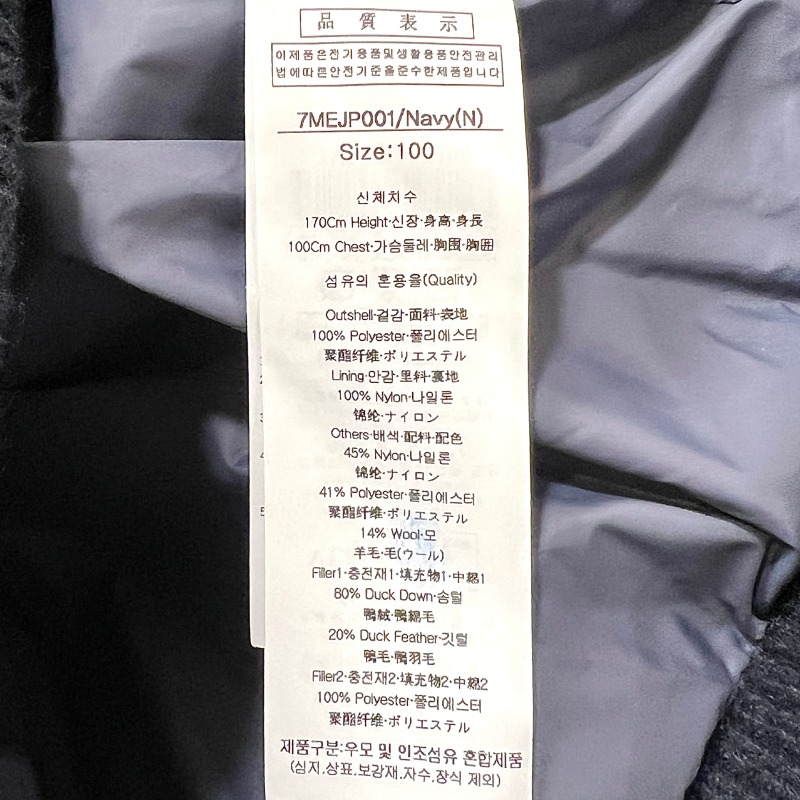 品質表示
이제품은전기용품및생활용품안전관리
법에따른안전기준을준수한제품입니다
7MEJP001/Navy(N)
Size:100
신체치수
170Cm Height·신장·身高·身長
100Cm Chest·가슴둘레·胸围·胸囲
섬유의 혼용율(Quality)
Outshell·겉감·面料·表地
100% Polyester·폴리에스터
聚酯纤维·ポリエステル
Lining·안감·里料·裏地
100% Nylon·나일론
锦纶·ナイロン
Others·배색·配料·配色
45% Nylon·나일론
锦纶·ナイロン
41% Polyester·폴리에스터
聚酯纤维·ポリエステル
14% Wool·모
羊毛·毛(ウール)
Filler1·충전재1·填充物1·中綿1
80% Duck Down·솜털
鸭绒·鴨綿毛
20% Duck Feather·깃털
鸭毛·鴨羽毛
Filler2·충전재2·填充物2·中綿2
100% Polyester·폴리에스터
聚酯纤维·ポリエステル
제품구분:우모 및 인조섬유 혼합제품
(심지.상표.보강재.자수.장식 제외)